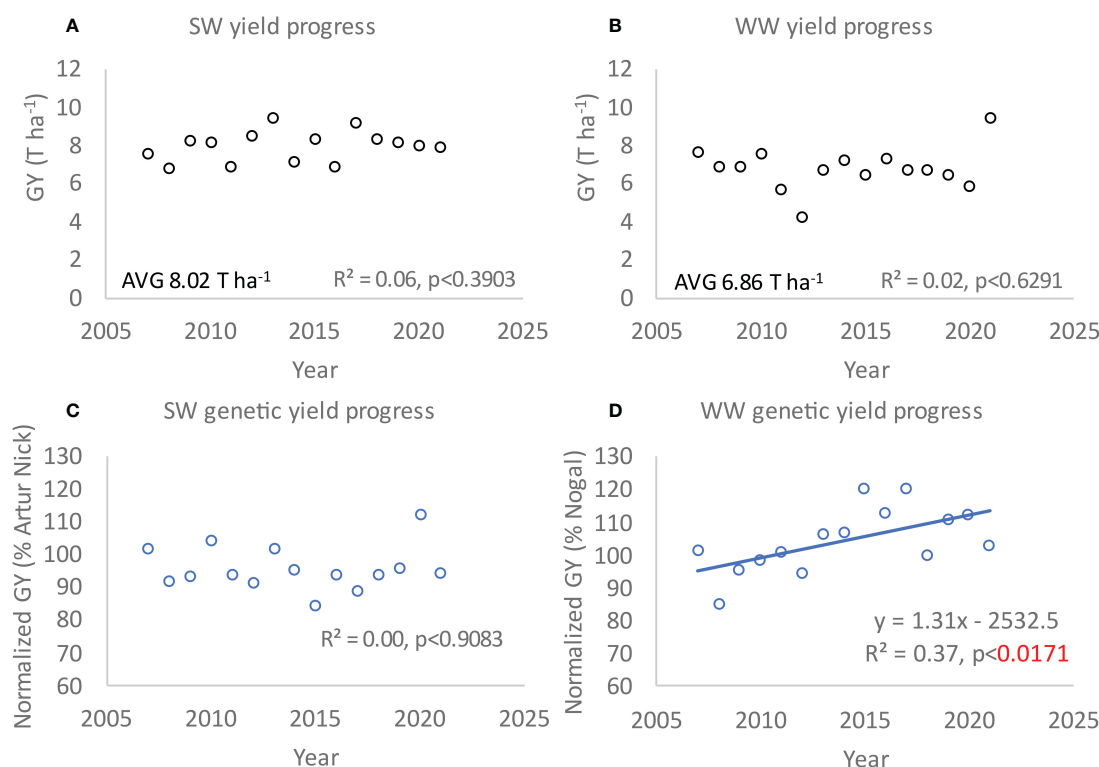 A
SW yield progress
12
10
8
6
4
2
0
GY (T ha⁻¹)
AVG 8.02 T ha⁻¹
R² = 0.06, p<0.3903
2005 2010 2015 2020 2025
Year
B
WW yield progress
12
10
8
6
4
2
0
GY (T ha⁻¹)
AVG 6.86 T ha⁻¹
R² = 0.02, p<0.6291
2005 2010 2015 2020 2025
Year
C
SW genetic yield progress
130
120
110
100
90
80
70
60
Normalized GY (% Artur Nick)
R² = 0.00, p<0.9083
2005 2010 2015 2020 2025
Year
D
WW genetic yield progress
130
120
110
100
90
80
70
60
Normalized GY (% Nogal)
y = 1.31x - 2532.5
R² = 0.37, p<0.0171
2005 2010 2015 2020 2025
Year